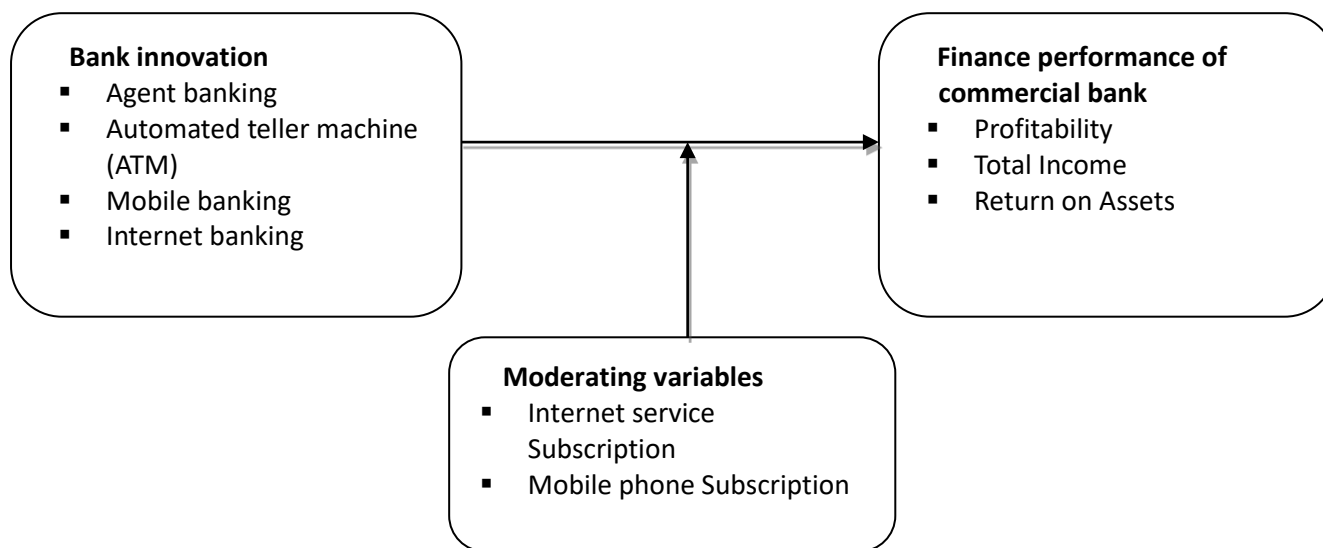 Bank innovation
▪ Agent banking
▪ Automated teller machine
(ATM)
▪ Mobile banking
▪ Internet banking
Finance performance of
commercial bank
▪ Profitability
▪ Total Income
▪ Return on Assets
Moderating variables
▪ Internet service
Subscription
▪ Mobile phone Subscription